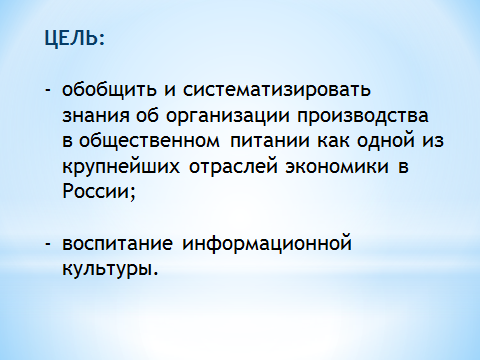 ЦЕЛЬ:
- обобщить и систематизировать
знания об организации производства
в общественном питании как одной из
крупнейших отраслей экономики в
России;
- воспитание информационной
культуры.